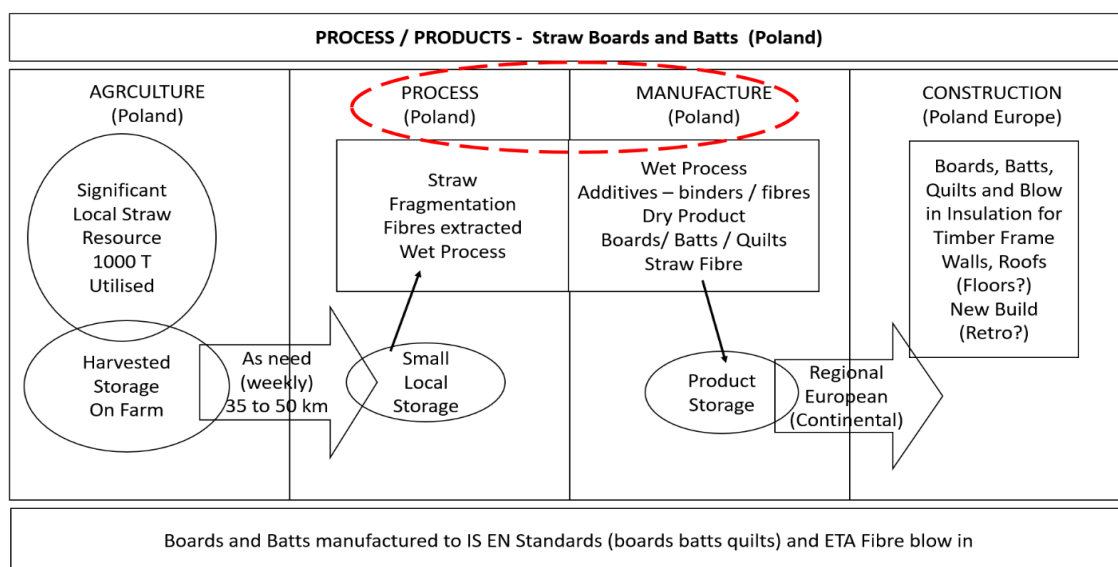 PROCESS / PRODUCTS - Straw Boards and Batts (Poland)
AGRCULTURE
(Poland)
Significant
Local Straw
Resource
1000 T
Utilised
Harvested
Storage
On Farm
As need
(weekly)
35 to 50 km
PROCESS
(Poland)
Straw
Fragmentation
Fibres extracted
Wet Process
Small
Local
Storage
MANUFACTURE
(Poland)
Wet Process
Additives – binders / fibres
Dry Product
Boards/ Batts / Quilts
Straw Fibre
Product
Storage
Regional
European
(Continental)
CONSTRUCTION
(Poland Europe)
Boards, Batts,
Quilts and Blow
in Insulation for
Timber Frame
Walls, Roofs
(Floors?)
New Build
(Retro?)
Boards and Batts manufactured to IS EN Standards (boards batts quilts) and ETA Fibre blow in